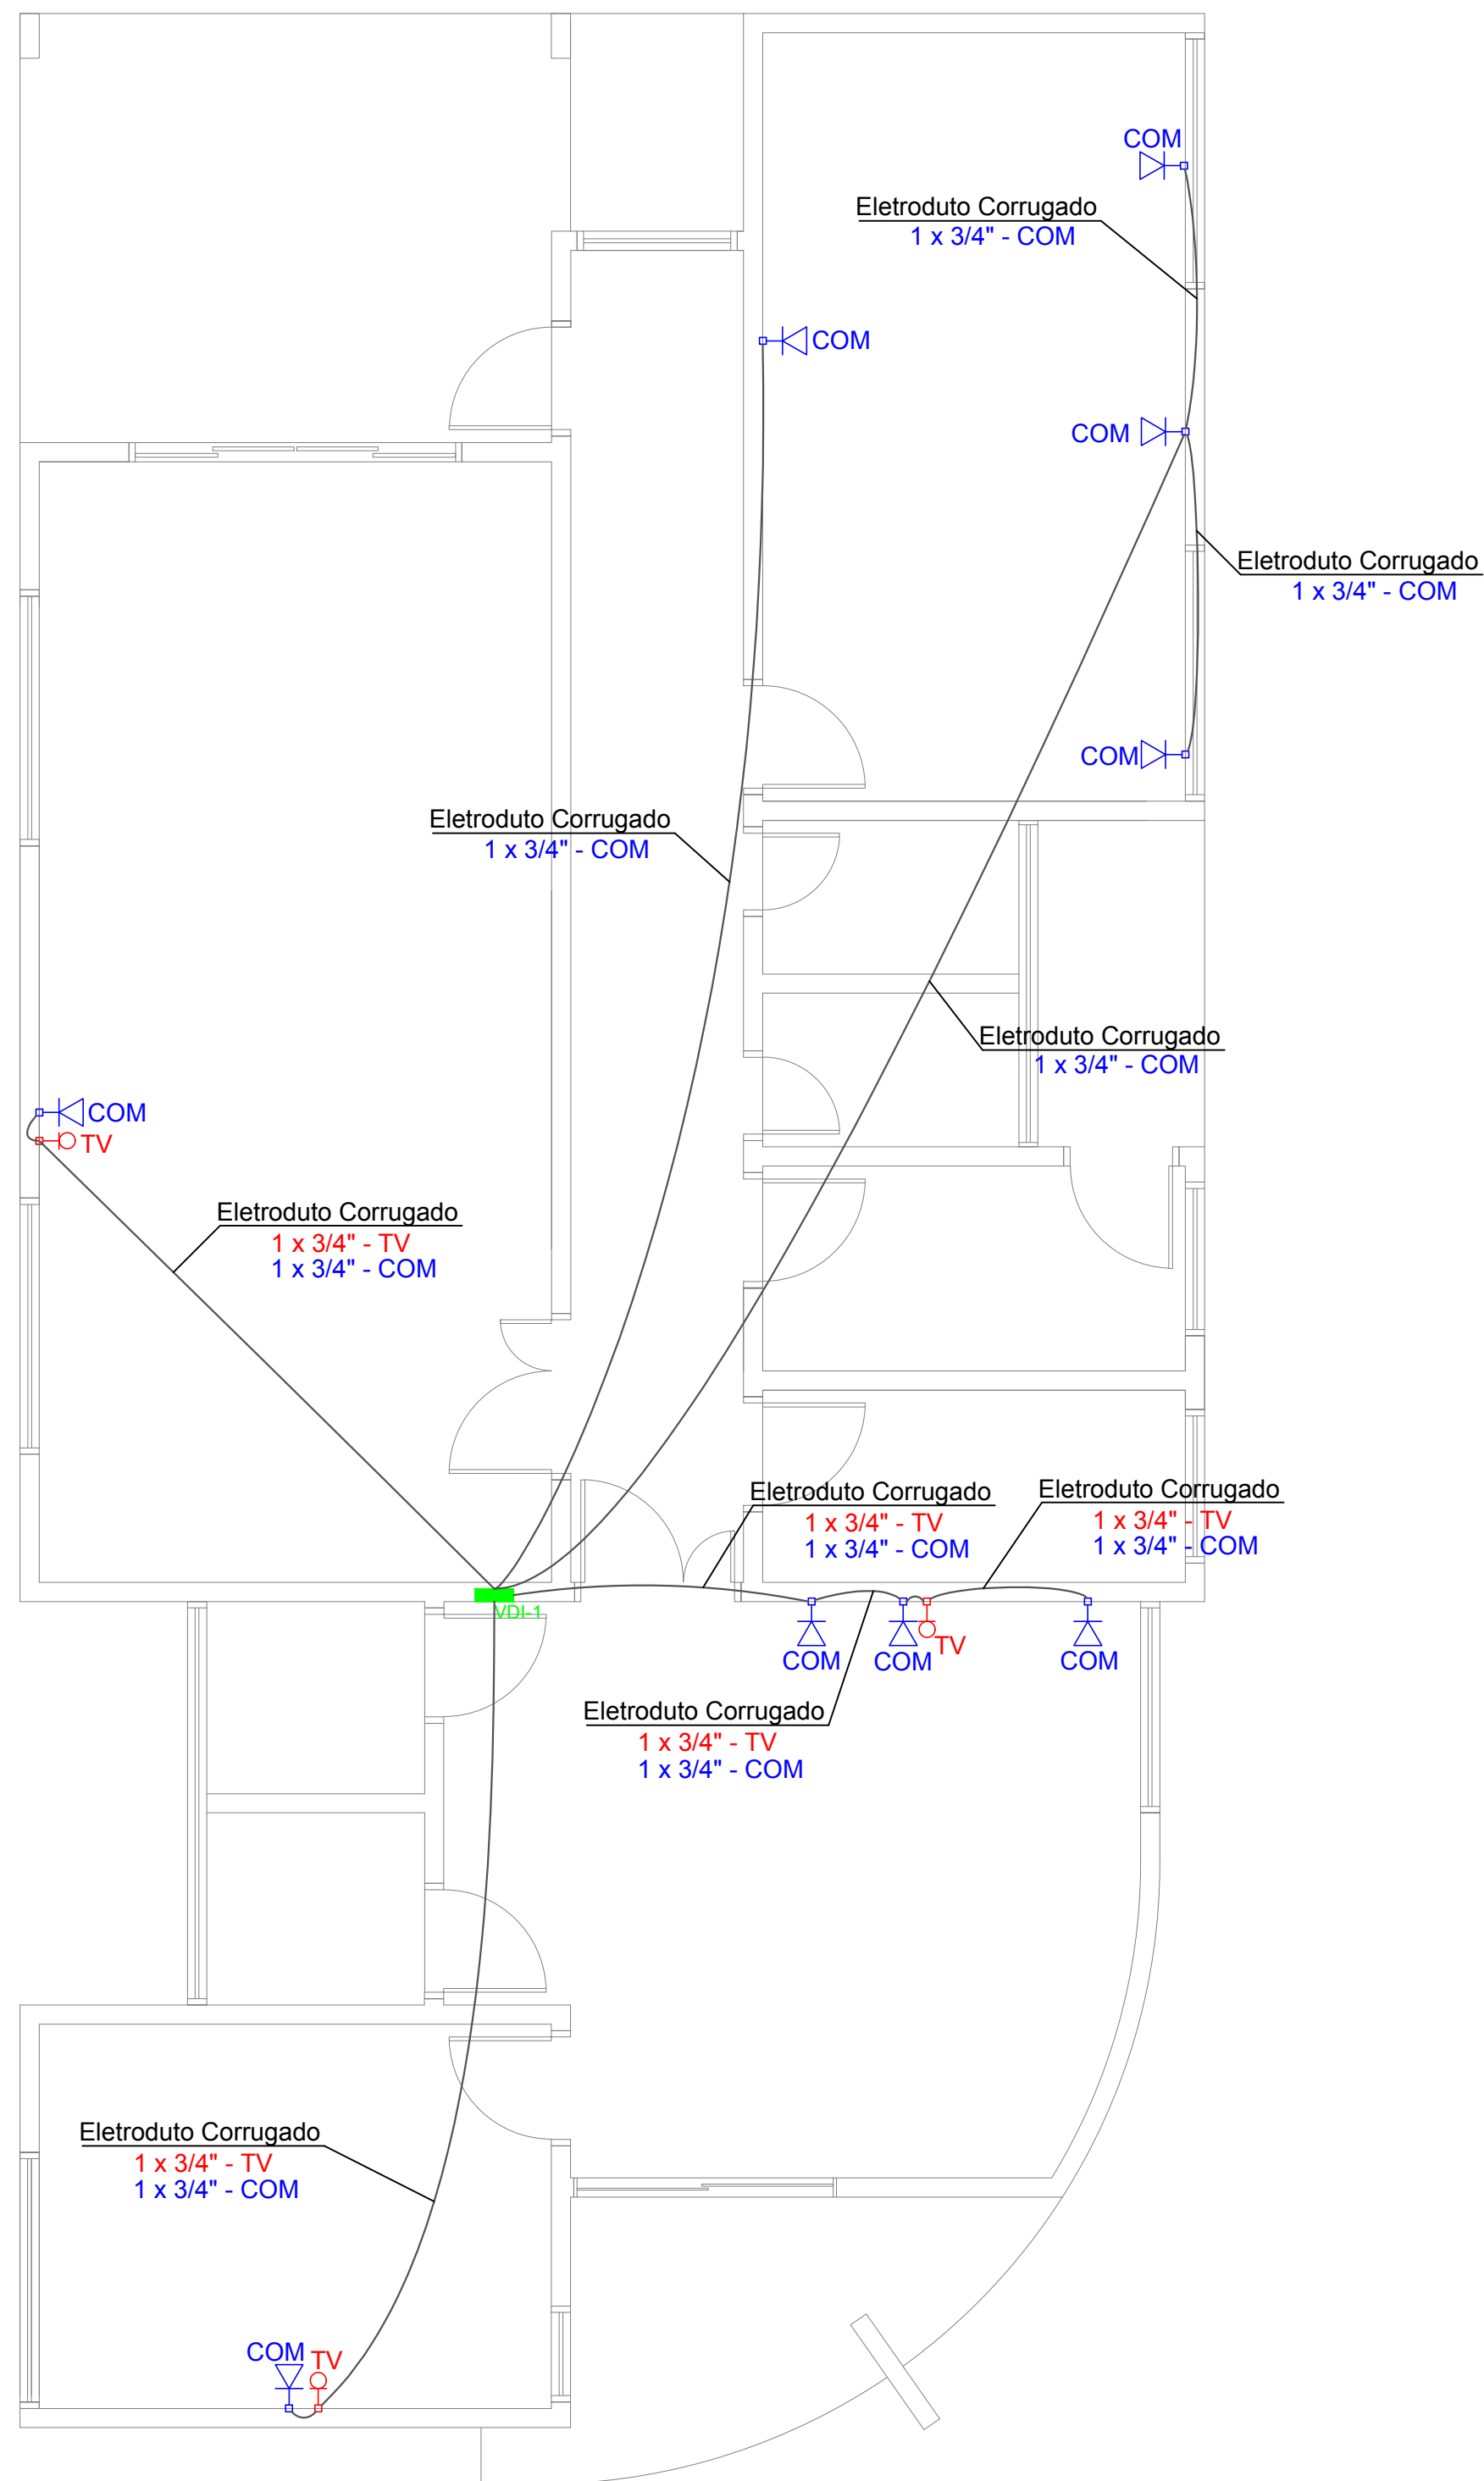 COM
Eletroduto Corrugado
1 x 3/4" - COM
COM
COM
Eletroduto Corrugado
1 x 3/4" - COM
COM
Eletroduto Corrugado
1 x 3/4" - COM
Eletroduto Corrugado
1 x 3/4" - COM
COM
TV
Eletroduto Corrugado
1 x 3/4" - TV
1 x 3/4" - COM
Eletroduto Corrugado
1 x 3/4" - TV
1 x 3/4" - COM
Eletroduto Corrugado
1 x 3/4" - TV
1 x 3/4" - COM
VDI-1
COM
COM
TV
COM
Eletroduto Corrugado
1 x 3/4" - TV
1 x 3/4" - COM
Eletroduto Corrugado
1 x 3/4" - TV
1 x 3/4" - COM
COM
TV